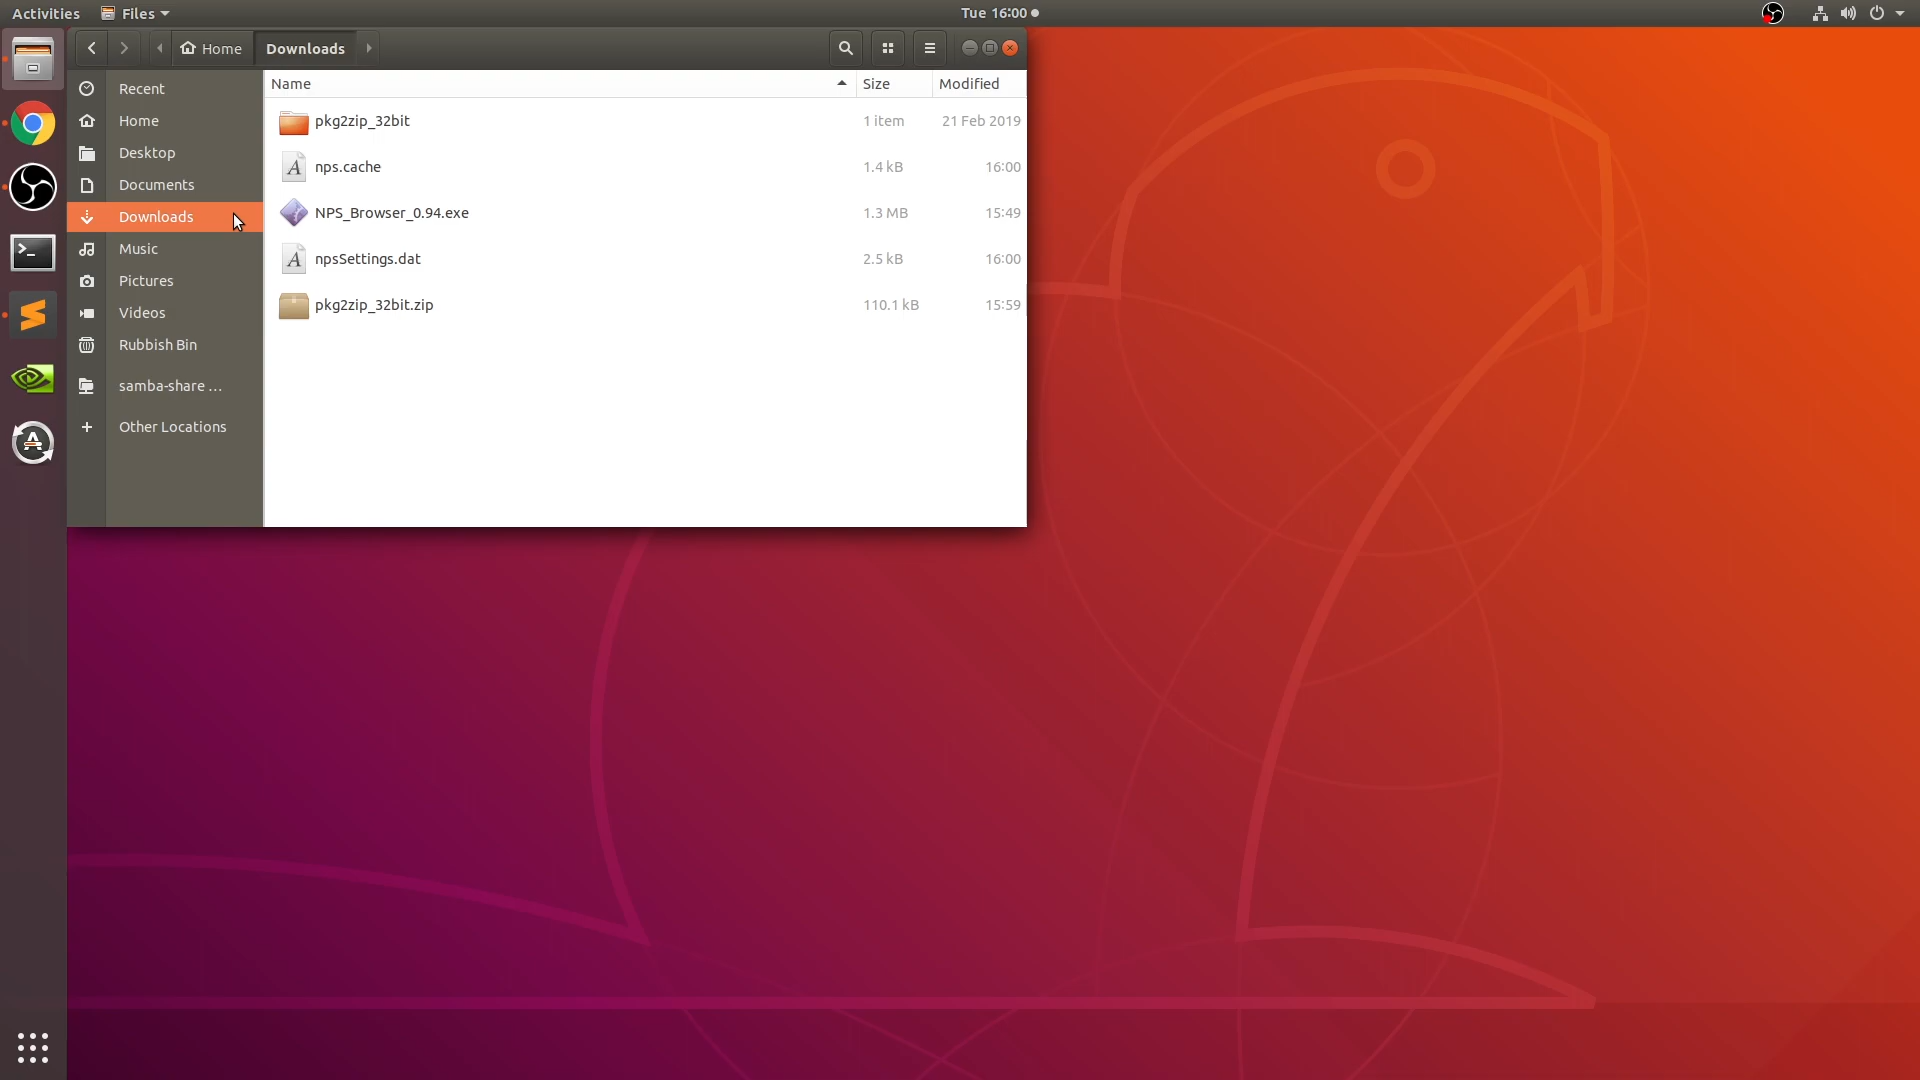 Activities Files Tue 16:00
Home Downloads
Name Size Modified
Recent
Home
Desktop
Documents
Downloads
Music
Pictures
Videos
Rubbish Bin
samba-share ...
Other Locations
pkg2zip_32bit 1 item 21 Feb 2019
nps.cache 1.4 kB 16:00
NPS_Browser_0.94.exe 1.3 MB 15:49
npsSettings.dat 2.5 kB 16:00
pkg2zip_32bit.zip 110.1 kB 15:59